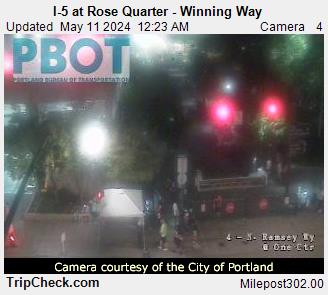 I-5 at Rose Quarter - Winning Way
Updated  May 11 2024  12:23 AM    Camera  4
PBOT
PORTLAND BUREAU OF TRANSPORTATION
4 - N. Ramsey Wy
@ One Ctr
Camera courtesy of the City of Portland
TripCheck.com    Milepost302.00